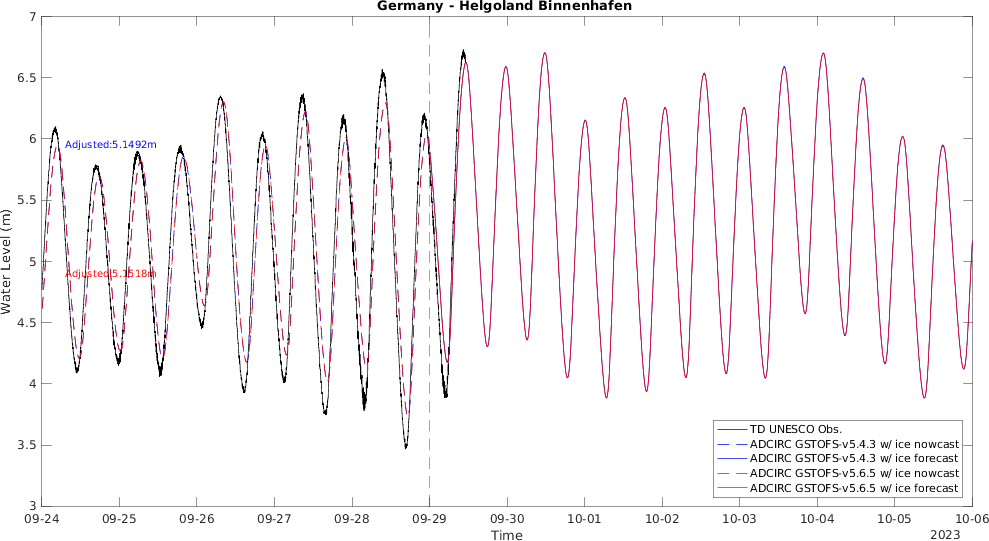 Germany - Helgoland Binnenhafen
7
6.5
6
5.5
5
4.5
4
3.5
3
Water Level (m)
Adjusted:5.1492m
Adjusted:5.1518m
TD UNESCO Obs.
ADCIRC GSTOFS-v5.4.3 w/ ice nowcast
ADCIRC GSTOFS-v5.4.3 w/ ice forecast
ADCIRC GSTOFS-v5.6.5 w/ ice nowcast
ADCIRC GSTOFS-v5.6.5 w/ ice forecast
09-24 09-25 09-26 09-27 09-28 09-29 09-30 10-01 10-02 10-03 10-04 10-05 10-06
Time
2023